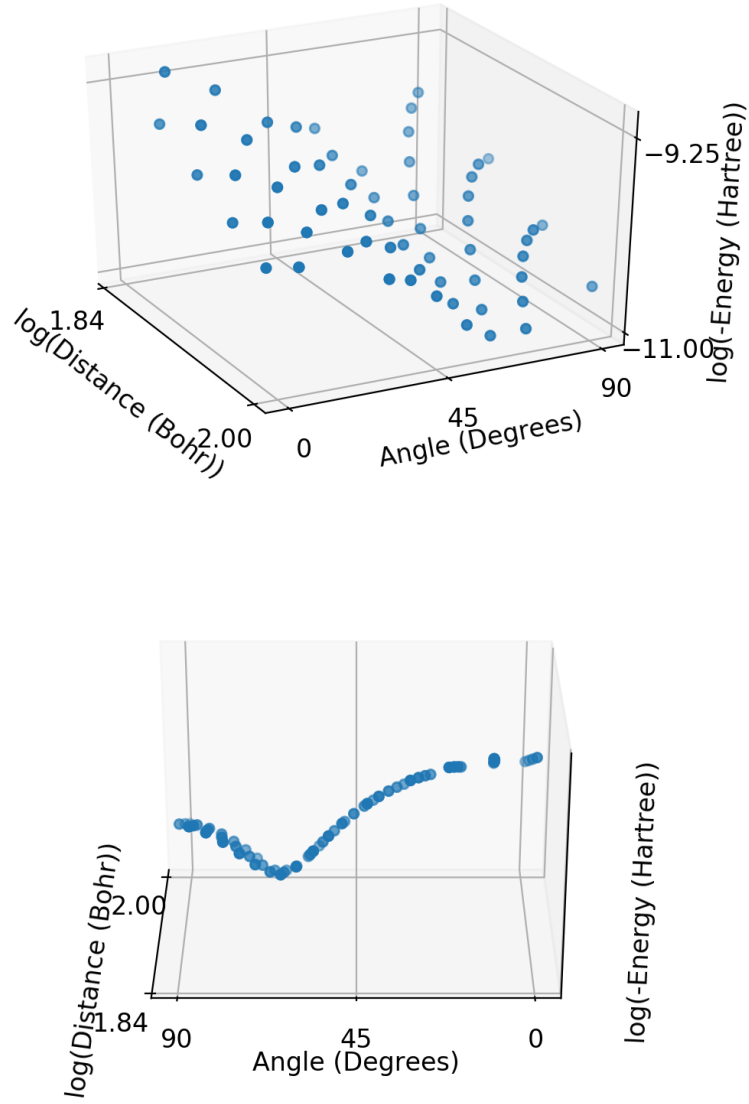 −9.25
log(-Energy (Hartree))
1.84
log(Distance (Bohr))
−11.00
90
45
2.00
0
Angle (Degrees)
log(Distance (Bohr))
2.00
log(-Energy (Hartree))
1.84
90
45
0
Angle (Degrees)